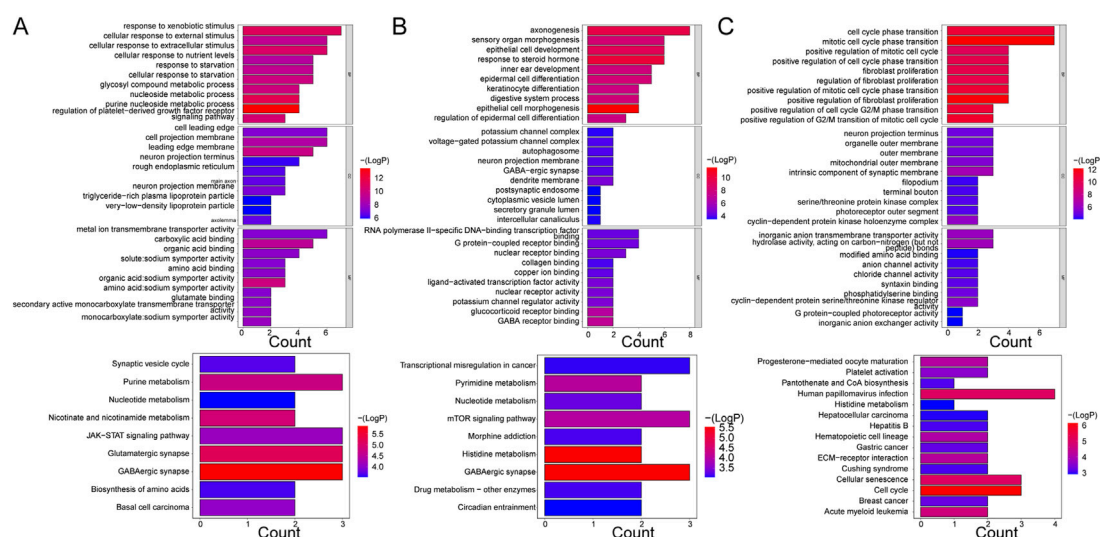 A
response to xenobiotic stimulus
cellular response to external stimulus
cellular response to extracellular stimulus
cellular response to nutrient levels
response to starvation
cellular response to starvation
glycosyl compound metabolic process
nucleoside metabolic process
purine nucleoside metabolic process
regulation of platelet-derived growth factor receptor
signaling pathway
cell leading edge
cell projection membrane
leading edge membrane
neuron projection terminus
rough endoplasmic reticulum
main axon
neuron projection membrane
triglyceride-rich plasma lipoprotein particle
very-low-density lipoprotein particle
axolemma
metal ion transmembrane transporter activity
carboxylic acid binding
organic acid binding
solute:sodium symporter activity
amino acid binding
organic acid:sodium symporter activity
amino acid:sodium symporter activity
glutamate binding
secondary active monocarboxylate transmembrane transporter
activity
monocarboxylate:sodium symporter activity
0 2 4 6
Count
−(LogP)
12
10
8
6
Synaptic vesicle cycle
Purine metabolism
Nucleotide metabolism
Nicotinate and nicotinamide metabolism
JAK−STAT signaling pathway
Glutamatergic synapse
GABAergic synapse
Biosynthesis of amino acids
Basal cell carcinoma
0 1 2 3
Count
−(LogP)
5.5
5.0
4.5
4.0
B
axonogenesis
sensory organ morphogenesis
epithelial cell development
response to steroid hormone
inner ear development
epidermal cell differentiation
keratinocyte differentiation
digestive system process
epithelial cell morphogenesis
regulation of epidermal cell differentiation
potassium channel complex
voltage-gated potassium channel complex
autophagosome
neuron projection membrane
GABA-ergic synapse
dendrite membrane
postsynaptic endosome
cytoplasmic vesicle lumen
secretory granule lumen
intercellular canaliculus
RNA polymerase II−specific DNA−binding transcription factor
binding
G protein-coupled receptor binding
nuclear receptor binding
collagen binding
copper ion binding
ligand−activated transcription factor activity
nuclear receptor activity
potassium channel regulator activity
glucocorticoid receptor binding
GABA receptor binding
0 2 4 6 8
Count
−(LogP)
10
8
6
4
Transcriptional misregulation in cancer
Pyrimidine metabolism
Nucleotide metabolism
mTOR signaling pathway
Morphine addiction
Histidine metabolism
GABAergic synapse
Drug metabolism − other enzymes
Circadian entrainment
0 1 2 3
Count
−(LogP)
5.5
5.0
4.5
4.0
3.5
C
cell cycle phase transition
mitotic cell cycle phase transition
positive regulation of mitotic cell cycle
positive regulation of cell cycle phase transition
fibroblast proliferation
regulation of fibroblast proliferation
positive regulation of mitotic cell cycle phase transition
positive regulation of fibroblast proliferation
positive regulation of cell cycle G2/M phase transition
positive regulation of G2/M transition of mitotic cell cycle
neuron projection terminus
organelle outer membrane
outer membrane
mitochondrial outer membrane
intrinsic component of synaptic membrane
filopodium
terminal bouton
serine/threonine protein kinase complex
photoreceptor outer segment
cyclin-dependent protein kinase holoenzyme complex
inorganic anion transmembrane transporter activity
hydrolase activity, acting on carbon−nitrogen (but not
peptide) bonds
modified amino acid binding
anion channel activity
chloride channel activity
syntaxin binding
phosphatidylserine binding
cyclin−dependent protein serine/threonine kinase regulator
activity
G protein−coupled photoreceptor activity
inorganic anion exchanger activity
0 2 4 6
Count
−(LogP)
12
10
8
6
4
Progesterone−mediated oocyte maturation
Platelet activation
Pantothenate and CoA biosynthesis
Human papillomavirus infection
Histidine metabolism
Hepatocellular carcinoma
Hepatitis B
Hematopoietic cell lineage
Gastric cancer
ECM−receptor interaction
Cushing syndrome
Cellular senescence
Cell cycle
Breast cancer
Acute myeloid leukemia
0 1 2 3 4
Count
−(LogP)
6
5
4
3